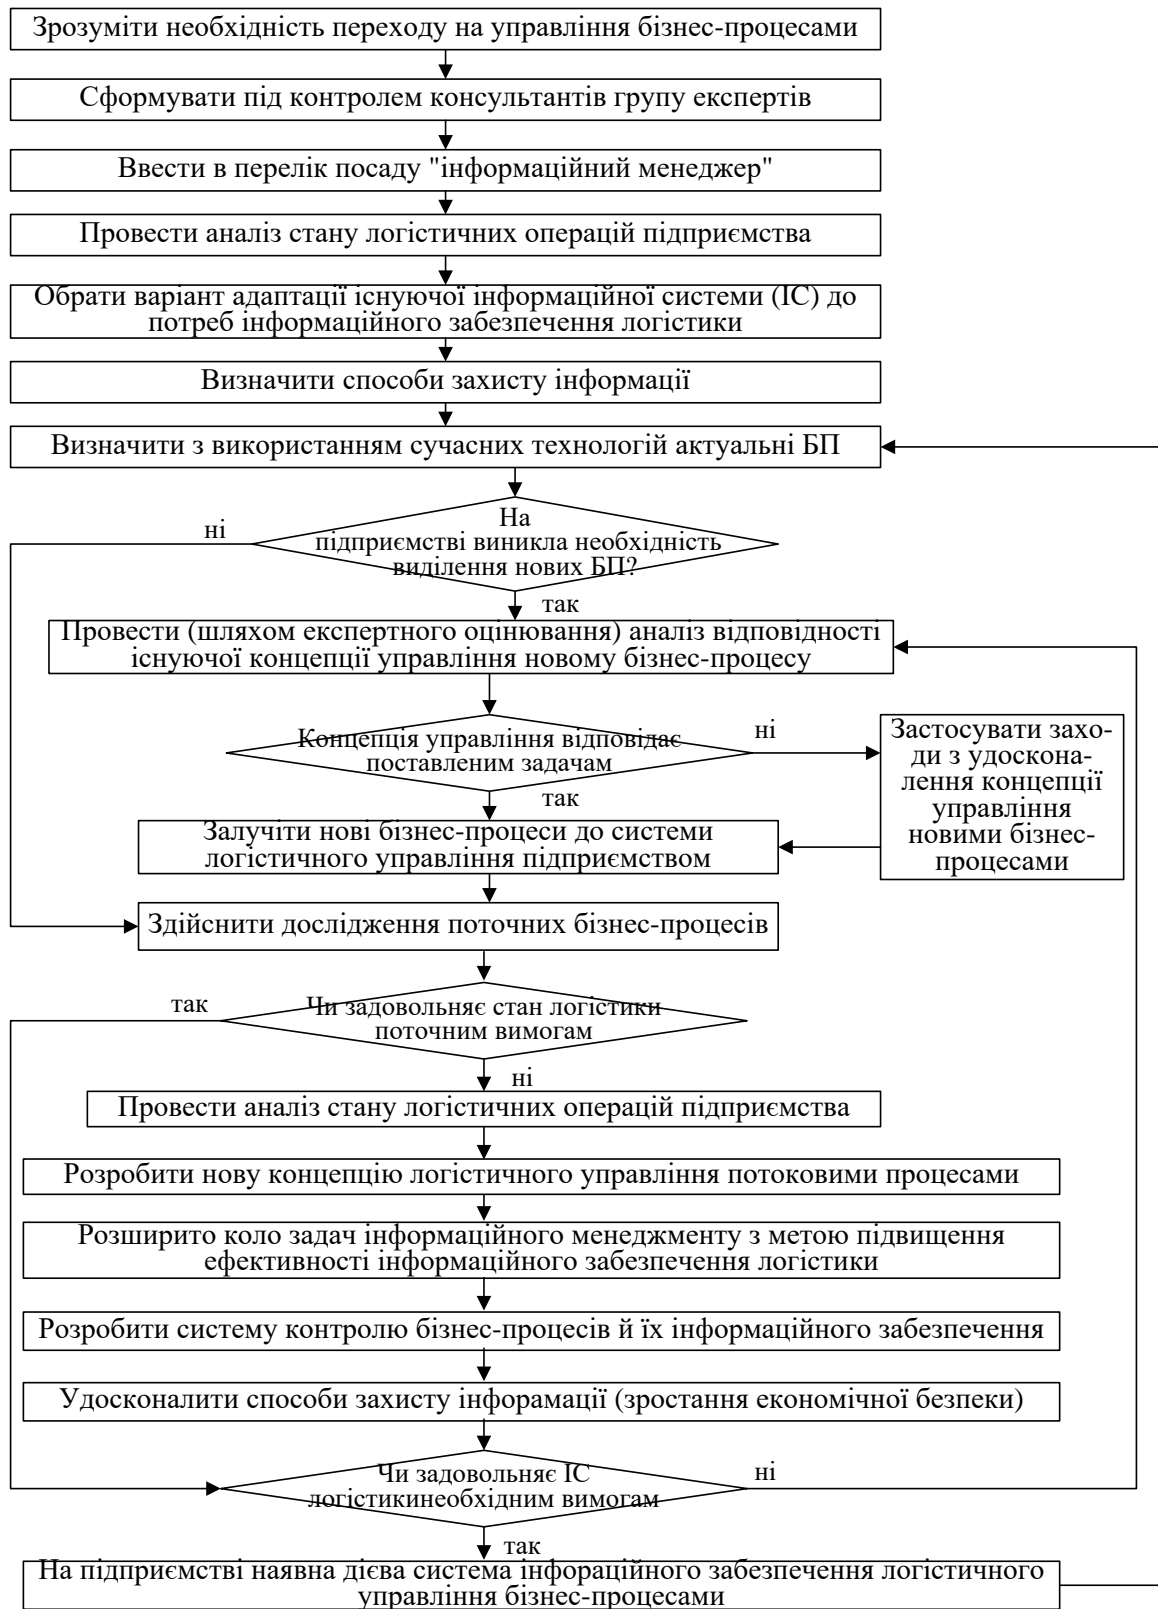 Зрозуміти необхідність переходу на управління бізнес-процесами
Сформувати під контролем консультантів групу експертів
Ввести в перелік посаду "інформаційний менеджер"
Провести аналіз стану логістичних операцій підприємства
Обрати варіант адаптації існуючої інформаційної системи (ІС) до
потреб інформаційного забезпечення логістики
Визначити способи захисту інформації
Визначити з використанням сучасних технологій актуальні БП
ні
На
підприємстві виникла необхідність
виділення нових БП?
так
Провести (шляхом експертного оцінювання) аналіз відповідності
існуючої концепції управління новому бізнес-процесу
Концепція управління відповідає
поставленим задачам
ні
так
Застосувати захо-
ди з удоскона-
лення концепції
управління
новими бізнес-
процесами
Залучіти нові бізнес-процеси до системи
логістичного управління підприємством
Здійснити дослідження поточних бізнес-процесів
так
Чи задовольняє стан логістики
поточним вимогам
ні
Провести аналіз стану логістичних операцій підприємства
Розробити нову концепцію логістичного управління потоковими процесами
Розширито коло задач інформаційного менеджменту з метою підвищення
ефективності інформаційного забезпечення логістики
Розробити систему контролю бізнес-процесів й їх інформаційного забезпечення
Удосконалити способи захисту інфорамації (зростання економічної безпеки)
Чи задовольняє ІС
логістикинеобхідним вимогам
ні
так
На підприємстві наявна дієва система інфораційного забезпечення логістичного
управління бізнес-процесами